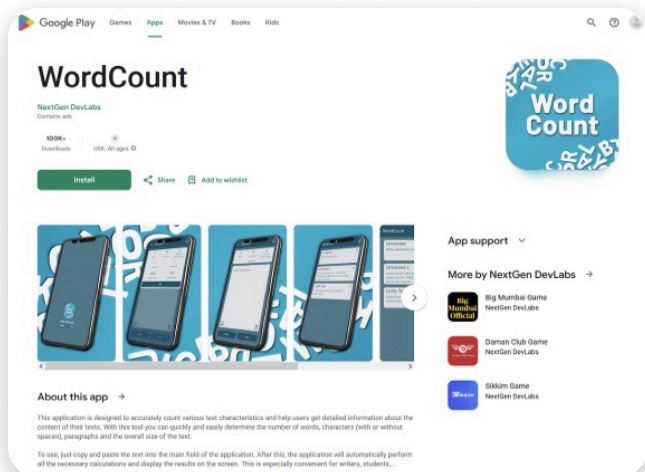 Google Play Games Apps Movies & TV Books Kids
WordCount
NextGen DevLabs
Contains ads
100K+
Downloads
USK: All ages
Install
Share
Add to wishlist
Word
Count
WordCount
App support
More by NextGen DevLabs
Big
Mumbai
Official
Big Mumbai Game
NextGen DevLabs
Daman Club Game
NextGen DevLabs
Sikkim Game
NextGen DevLabs
About this app
This application is designed to accurately count various text characteristics and help users get detailed information about the
content of their texts. With this tool you can quickly and easily determine the number of words, characters (with or without
spaces), paragraphs and the overall size of the text.
To use, just copy and paste the text into the main field of the application. After this, the application will automatically perform
all the necessary calculations and display the results on the screen. This is especially convenient for writers, students,...